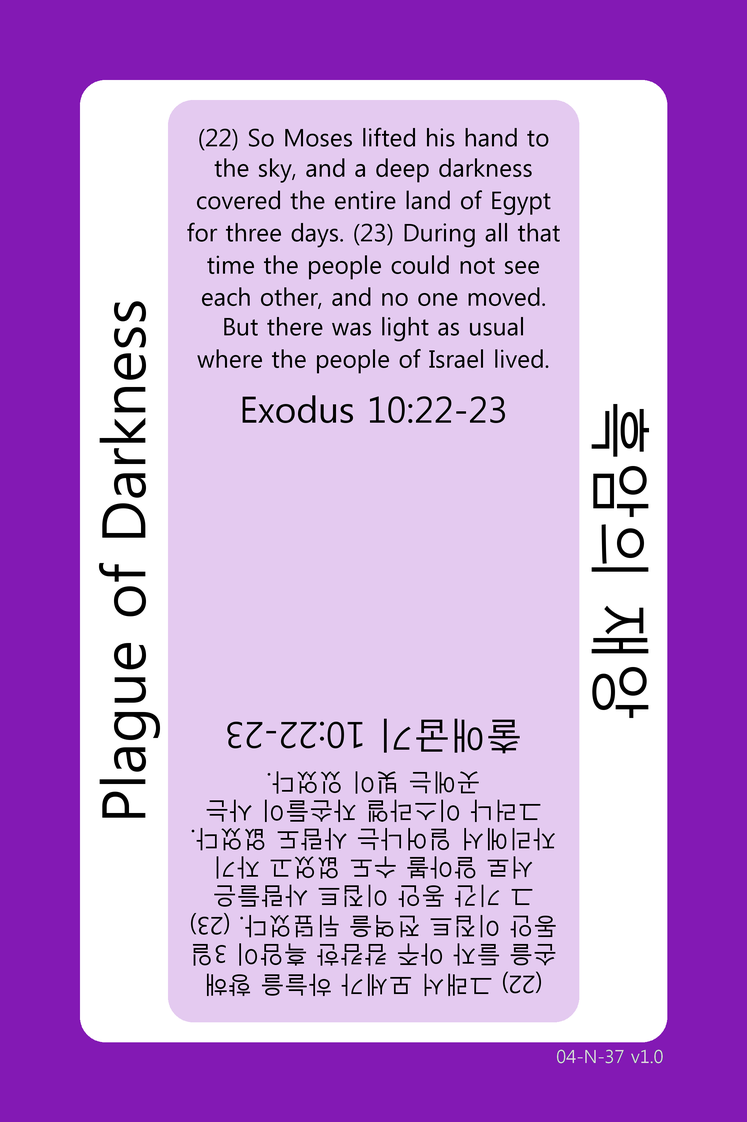 (22) So Moses lifted his hand to
the sky, and a deep darkness
covered the entire land of Egypt
for three days. (23) During all that
time the people could not see
each other, and no one moved.
But there was light as usual
where the people of Israel lived.
Exodus 10:22-23
Plague of Darkness
흑암의 재앙
(22) 그래서 모세가 하늘을 향해
손을 들자 아주 캄캄한 흑암이 3일
동안 이집트 전역을 뒤덮었다. (23)
그 기간 동안 이집트 사람들은
서로 알아볼 수도 없었고 자기
자리에서 일어나는 사람도 없었다.
그러나 이스라엘 자손들이 사는
곳에는 빛이 있었다.
출애굽기 10:22-23
04-N-37 v1.0